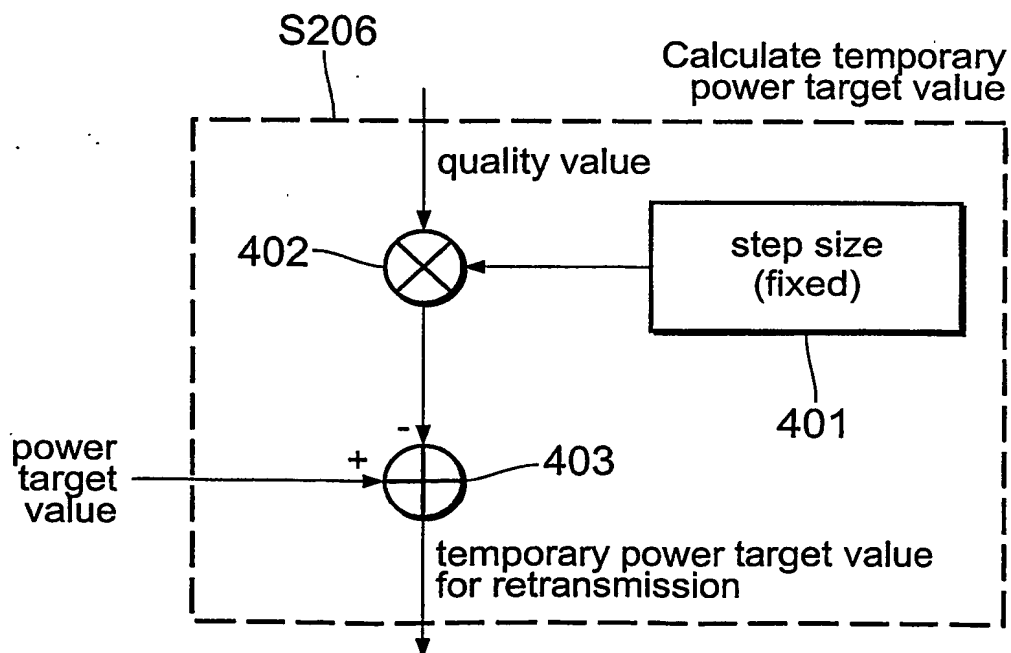 S206
Calculate temporary
power target value
quality value
402
step size
(fixed)
401
-
+
power
target
value
403
temporary power target value
for retransmission